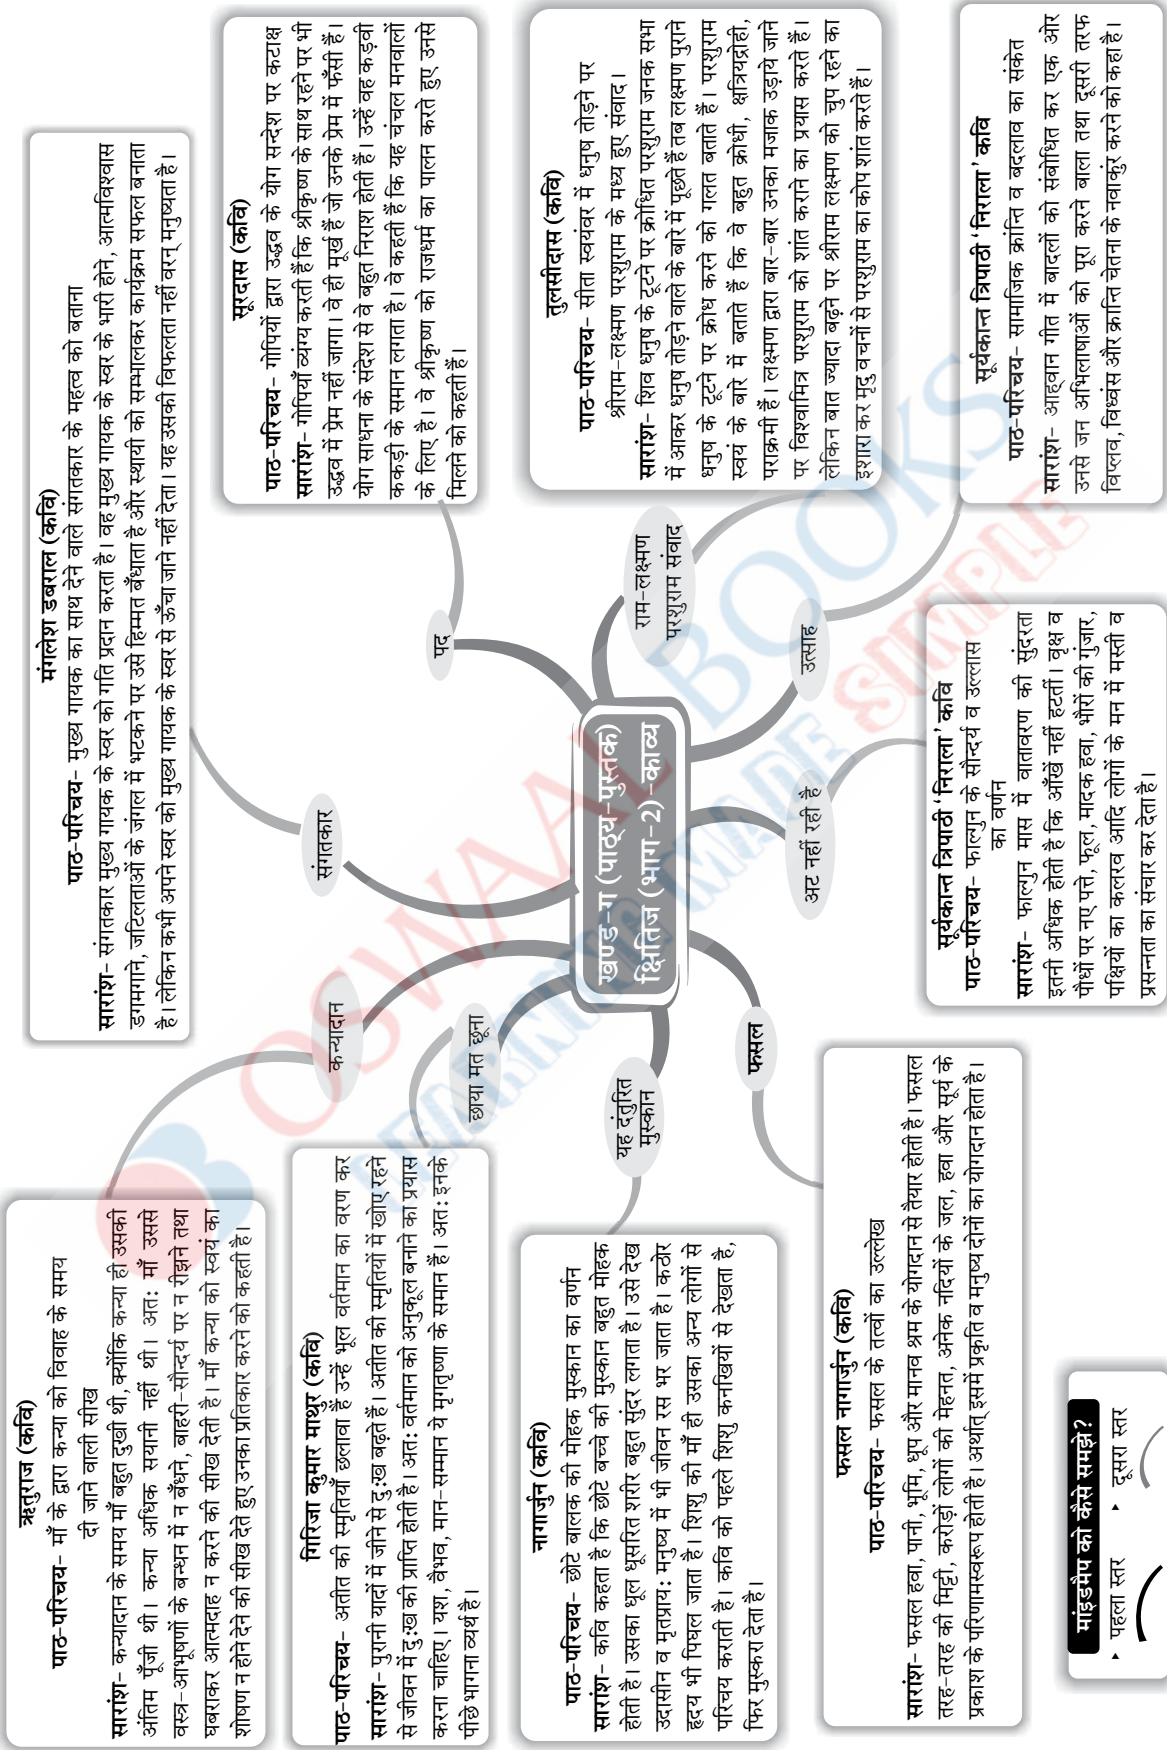 ऋतुराज (कवि)
पाठ-परिचय- माँ के द्वारा कन्या को विवाह के समय
दी जाने वाली सीख
सारांश- कन्यादान के समय माँ बहुत दुखी थी, क्योंकि कन्या ही उसकी
अंतिम पूँजी थी। कन्या अधिक सयानी नहीं थी। अत: माँ उससे
वस्त्र-आभूषणों के बन्धन में न बँधने, बाहरी-सौन्दर्य पर न रीझने तथा
घबराकर आत्मदाह न करने की सीख देती है। माँ कन्या को स्वयं का
शोषण न होने देने की सीख देते हुए उनका प्रतिकार करने को कहती है।
कन्यादान
मंगलेश डबराल (कवि)
पाठ-परिचय- मुख्य गायक का साथ देने वाले संगतकार के महत्व को बताना
सारांश- संगतकार मुख्य गायक के स्वर को गति प्रदान करता है। वह मुख्य गायक के स्वर के भारी होने, आत्मविश्वास
डगमगाने, जटिलताओं के जंगल में भटकने पर उसे हिम्मत बँधाता है और स्थायी को सम्भालकर कार्यक्रम सफल बनाता
है। लेकिन कभी अपने स्वर को मुख्य गायक के स्वर से ऊँचा जाने नहीं देता। यह उसकी विफलता नहीं वरन् मनुष्यता है।
संगतकार
सूरदास (कवि)
पाठ-परिचय- गोपियों द्वारा उद्धव के योग सन्देश पर कटाक्ष
सारांश- गोपियाँ व्यंग्य करती हैं कि श्रीकृष्ण के साथ रहने पर भी
उद्धव में प्रेम नहीं जागा। वे ही मूर्ख हैं जो उनके प्रेम में फँसी हैं।
योग साधना के संदेश से वे बहुत निराश होती हैं। उन्हें वह कड़वी
ककड़ी के समान लगता है। वे कहती हैं कि यह चंचल मनवालों
के लिए है। वे श्रीकृष्ण को राजधर्म का पालन करते हुए उनसे
मिलने को कहती हैं।
पद
गिरिजा कुमार माथुर (कवि)
पाठ-परिचय- अतीत की स्मृतियाँ छलावा हैं उन्हें भूल वर्तमान का वरण कर
सारांश- पुरानी यादों में जीने से दु:ख बढ़ते हैं। अतीत की स्मृतियों में खोए रहने
से जीवन में दु:ख की प्राप्ति होती है। अत: वर्तमान को अनुकूल बनाने का प्रयास
करना चाहिए। यश, वैभव, मान-सम्मान ये मृगतृष्णा के समान हैं। अत: इनके
पीछे भागना व्यर्थ है।
छाया मत छूना
खण्ड-ग (पाठ्य-पुस्तक)
क्षितिज (भाग-2) -काव्य
तुलसीदास (कवि)
पाठ-परिचय- सीता स्वयंवर में धनुष तोड़ने पर
श्रीराम-लक्ष्मण परशुराम के मध्य हुए संवाद।
सारांश- शिव धनुष के टूटने पर क्रोधित परशुराम जनक सभा
में आकर धनुष तोड़ने वाले के बारे में पूछते हैं तब लक्ष्मण पुराने
धनुष के टूटने पर क्रोध करने को गलत बताते हैं। परशुराम
स्वयं के बारे में बताते हैं कि वे बहुत क्रोधी, क्षत्रियद्रोही,
पराक्रमी हैं। लक्ष्मण द्वारा बार-बार उनका मजाक उड़ाये जाने
पर विश्वामित्र परशुराम को शांत कराने का प्रयास करते हैं।
लेकिन बात ज्यादा बढ़ने पर श्रीराम लक्ष्मण को चुप रहने का
इशारा कर मृदु वचनों से परशुराम का कोप शांत करते हैं।
राम-लक्ष्मण
परशुराम संवाद
नागार्जुन (कवि)
पाठ-परिचय- छोटे बालक की मोहक मुस्कान का वर्णन
सारांश- कवि कहता है कि छोटे बच्चे की मुस्कान बहुत मोहक
होती है। उसका धूल धूसरित शरीर बहुत सुंदर लगता है। उसे देख
उदासीन व मृतप्राय: मनुष्य में भी जीवन रस भर जाता है। कठोर
हृदय भी पिघल जाता है। शिशु की माँ ही उसका अन्य लोगों से
परिचय कराती है। कवि को पहले शिशु कनखियों से देखता है,
फिर मुस्करा देता है।
यह दंतुरित
मुस्कान
उत्साह
सूर्यकान्त त्रिपाठी 'निराला' कवि
पाठ-परिचय- सामाजिक क्रांन्ति व बदलाव का संकेत
सारांश- आह्वान गीत में बादलों को संबोधित कर एक ओर
उनसे जन अभिलाषाओं को पूरा करने बाला तथा दूसरी तरफ
विप्लव, विध्वंस और क्रान्ति चेतना के नवाकुंर करने को कहा है।
अट नहीं रही है
सूर्यकान्त त्रिपाठी 'निराला' कवि
पाठ-परिचय- फाल्गुन के सौन्दर्य व उल्लास
का वर्णन
सारांश- फाल्गुन मास में वातावरण की सुंदरता
इतनी अधिक होती है कि आँखें नहीं हटतीं। वृक्ष व
पौधों पर नए पत्ते, फूल, मादक हवा, भौरों की गुंजार,
पक्षियों का कलरव आदि लोगों के मन में मस्ती व
प्रसन्नता का संचार कर देता है।
फसल
फसल नागार्जुन (कवि)
पाठ-परिचय- फसल के तत्वों का उल्लेख
सारांश- फसल हवा, पानी, भूमि, धूप और मानव श्रम के योगदान से तैयार होती है। फसल
तरह-तरह की मिट्टी, करोड़ों लोगों की मेहनत, अनेक नदियों के जल, हवा और सूर्य के
प्रकाश के परिणामस्वरूप होती है। अर्थात् इसमें प्रकृति व मनुष्य दोनों का योगदान होता है।
मांइडमैप को कैसे समझे?
‣ पहला स्तर ‣ दूसरा स्तर
OSWAAL BOOKS
LEARNING MADE SIMPLE